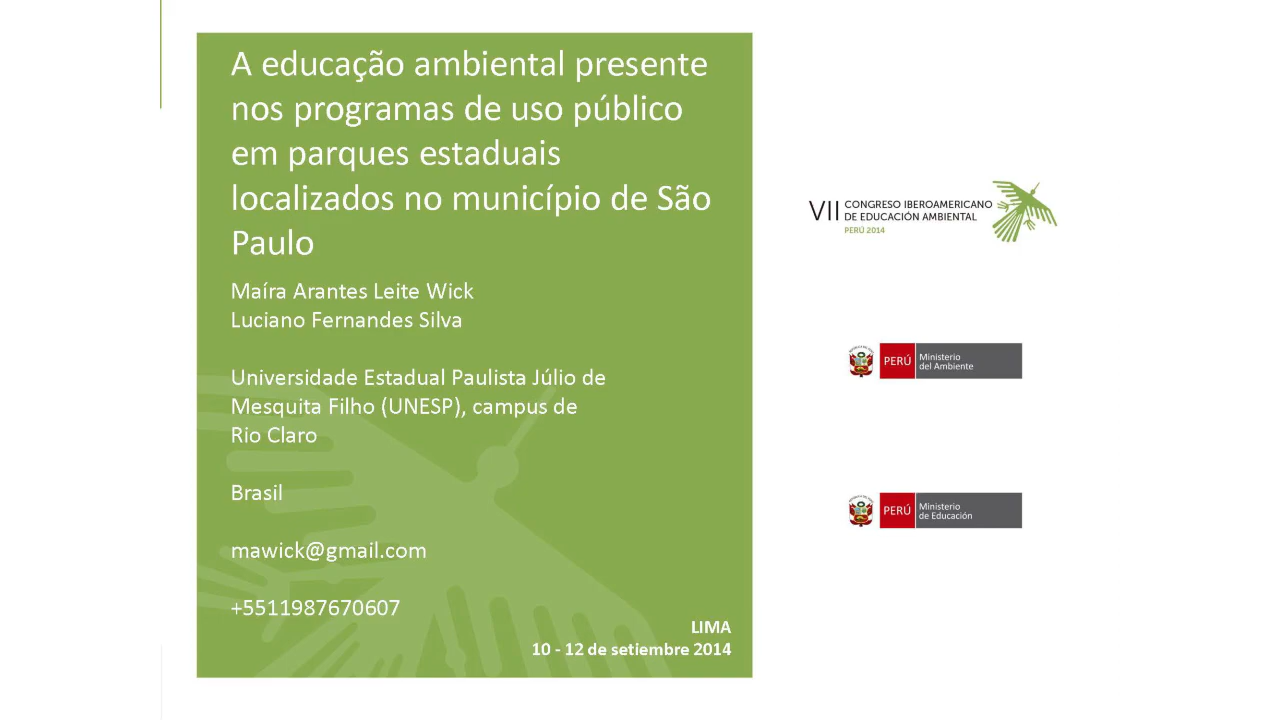 A educação ambiental presente
nos programas de uso público
em parques estaduais
localizados no município de São
Paulo
Maíra Arantes Leite Wick
Luciano Fernandes Silva
Universidade Estadual Paulista Júlio de
Mesquita Filho (UNESP), campus de
Rio Claro
Brasil
mawick@gmail.com
+5511987670607
LIMA
10 - 12 de setiembre 2014
VII CONGRESO IBEROAMERICANO
DE EDUCACIÓN AMBIENTAL
PERÚ 2014
PERÚ Ministerio
del Ambiente
PERÚ Ministerio
de Educación